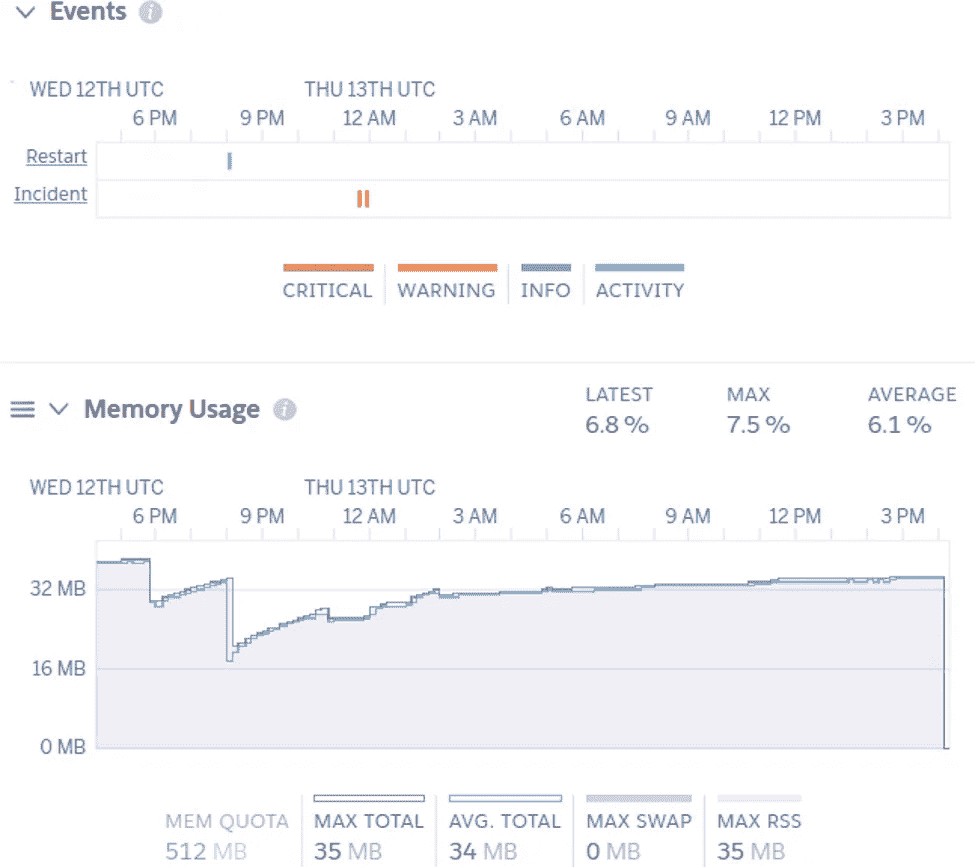 Events
WED 12TH UTC THU 13TH UTC
6 PM 9 PM 12 AM 3 AM 6 AM 9 AM 12 PM 3 PM
Restart
Incident
CRITICAL WARNING INFO ACTIVITY
Memory Usage
LATEST MAX AVERAGE
6.8 % 7.5 % 6.1 %
WED 12TH UTC THU 13TH UTC
6 PM 9 PM 12 AM 3 AM 6 AM 9 AM 12 PM 3 PM
32 MB
16 MB
0 MB
MEM QUOTA MAX TOTAL AVG. TOTAL MAX SWAP MAX RSS
512 MB 35 MB 34 MB 0 MB 35 MB